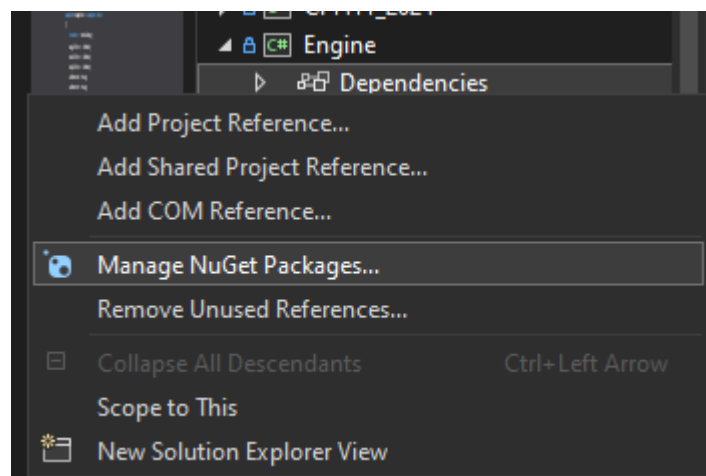 C#
Engine
Dependencies
Add Project Reference...
Add Shared Project Reference...
Add COM Reference...
Manage NuGet Packages...
Remove Unused References...
Collapse All Descendants Ctrl+Left Arrow
Scope to This
New Solution Explorer View